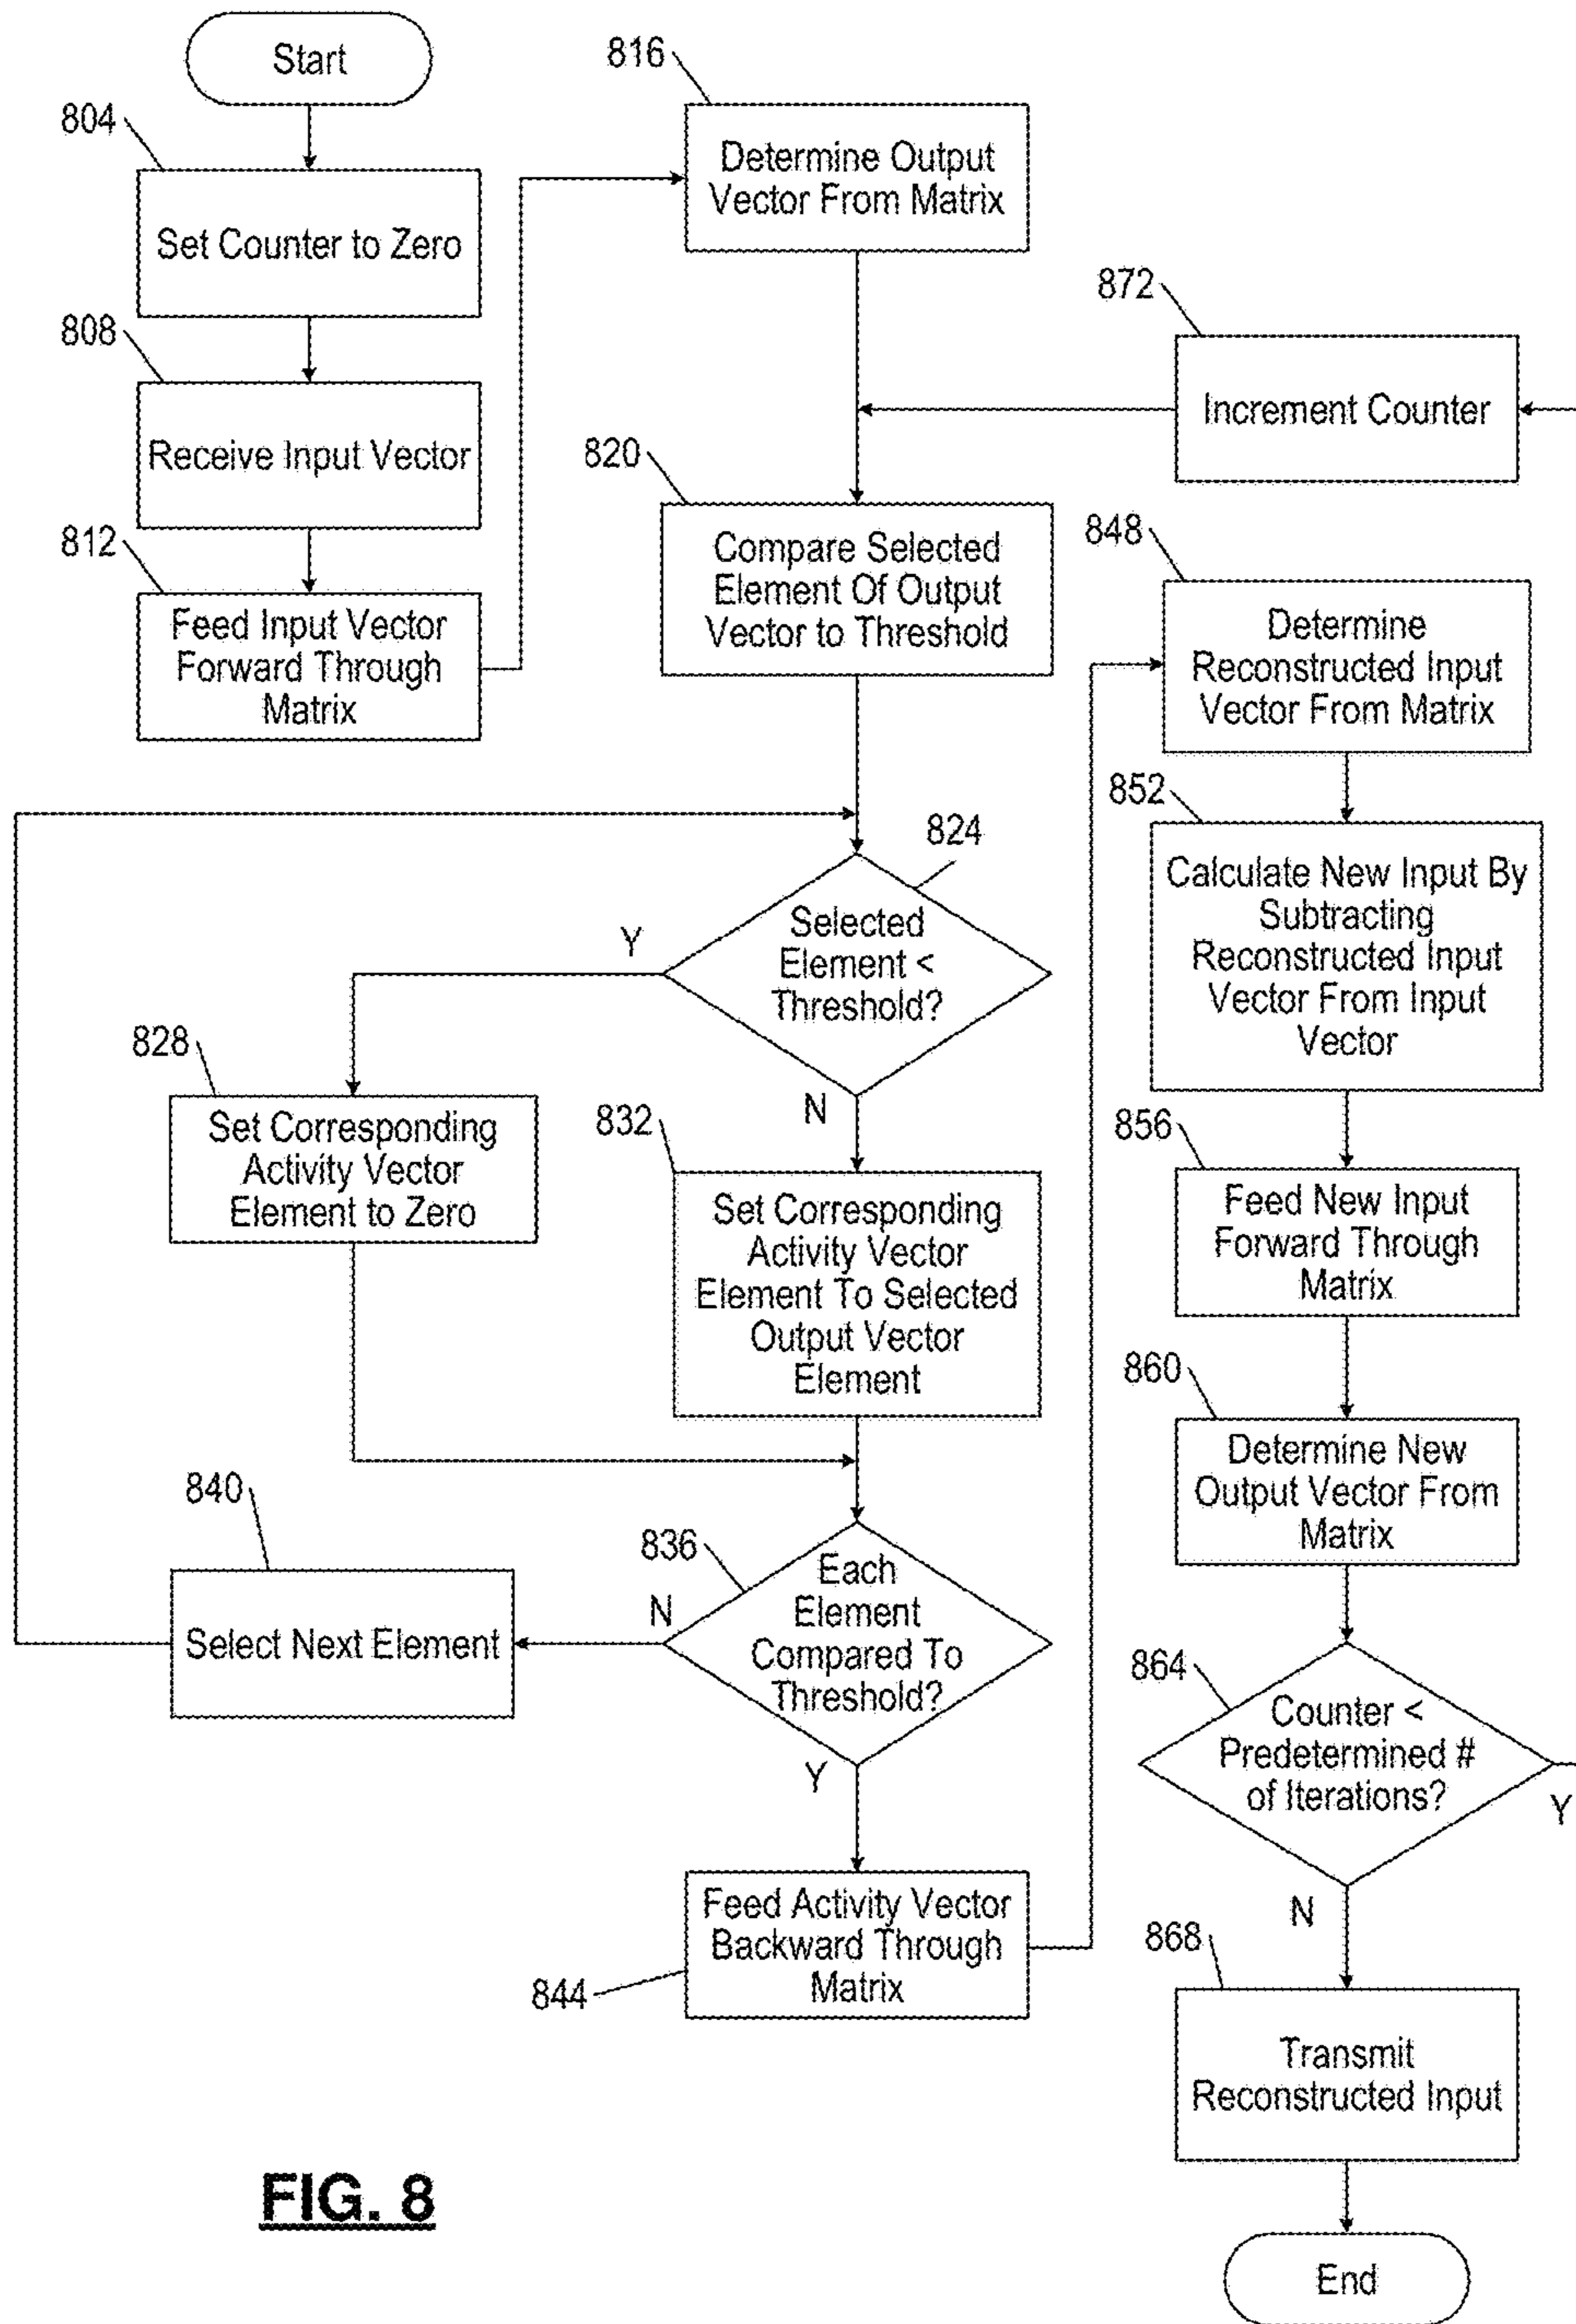 Start
804
Set Counter to Zero
808
Receive Input Vector
812
Feed Input Vector
Forward Through
Matrix
816
Determine Output
Vector From Matrix
872
Increment Counter
820
Compare Selected
Element Of Output
Vector to Threshold
824
Selected
Element <
Threshold?
Y
N
828
Set Corresponding
Activity Vector
Element to Zero
832
Set Corresponding
Activity Vector
Element To Selected
Output Vector
Element
836
Each
Element
Compared To
Threshold?
N
Y
840
Select Next Element
844
Feed Activity Vector
Backward Through
Matrix
848
Determine
Reconstructed Input
Vector From Matrix
852
Calculate New Input By
Subtracting
Reconstructed Input
Vector From Input
Vector
856
Feed New Input
Forward Through
Matrix
860
Determine New
Output Vector From
Matrix
864
Counter <
Predetermined #
of Iterations?
Y
N
868
Transmit
Reconstructed Input
End
FIG. 8